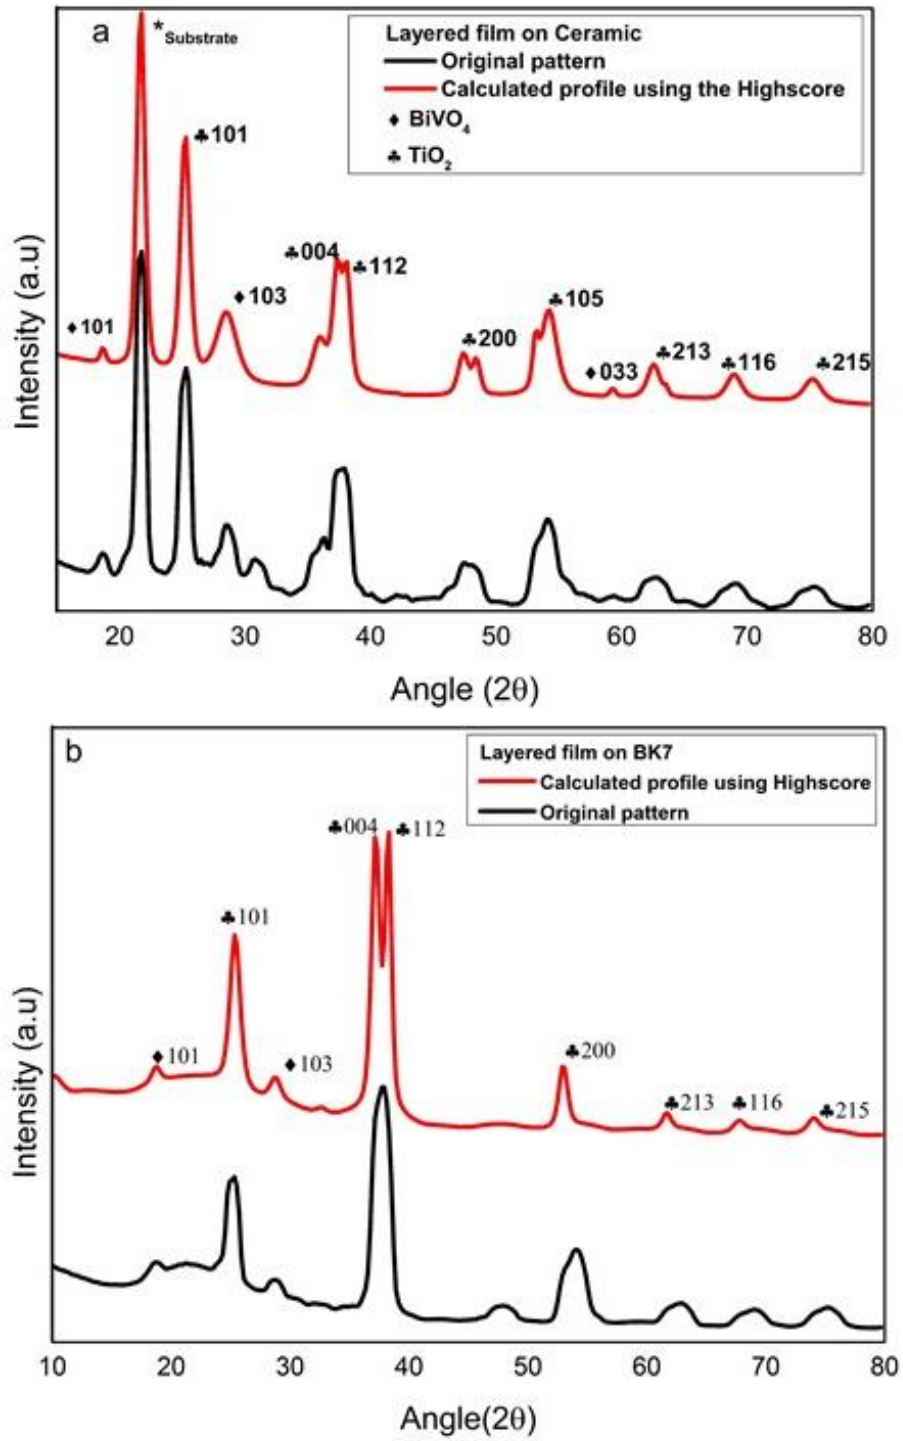 a
*Substrate
Layered film on Ceramic
Original pattern
Calculated profile using the Highscore
♦ BiVO₄
♣ TiO₂
♣101
♣004
♣112
♦103
♦101
♣200
♣105
♦033
♣213
♣116
♣215
Intensity (a.u)
20 30 40 50 60 70 80
Angle (2θ)
b
Layered film on BK7
Calculated profile using Highscore
Original pattern
♣004
♣112
♣101
♦101
♦103
♣200
♣213
♣116
♣215
Intensity (a.u)
10 20 30 40 50 60 70 80
Angle(2θ)